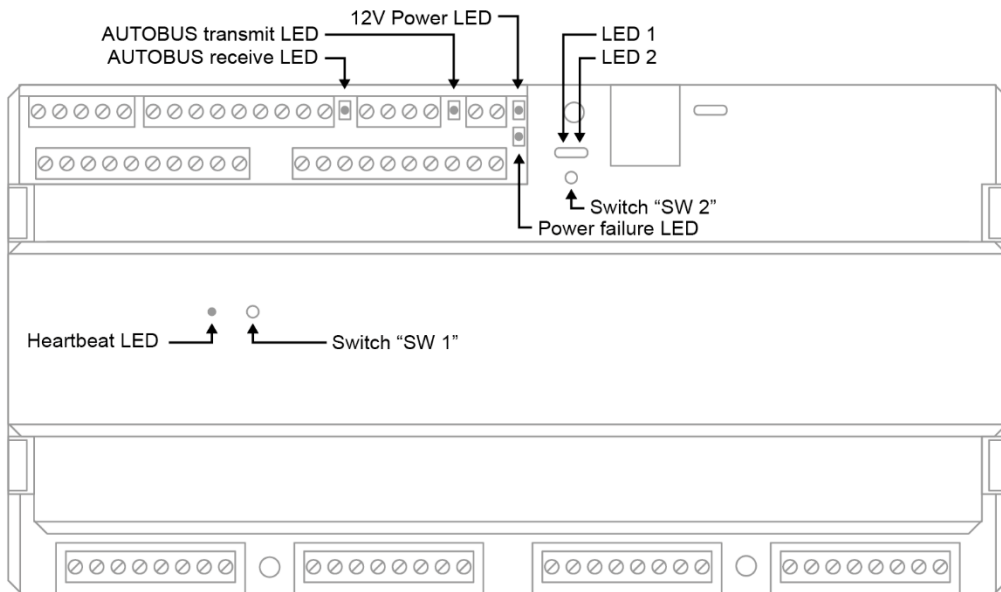 12V Power LED
AUTOBUS transmit LED
LED 1
AUTOBUS receive LED
LED 2
Switch “SW 2”
Power failure LED
Heartbeat LED
Switch “SW 1”